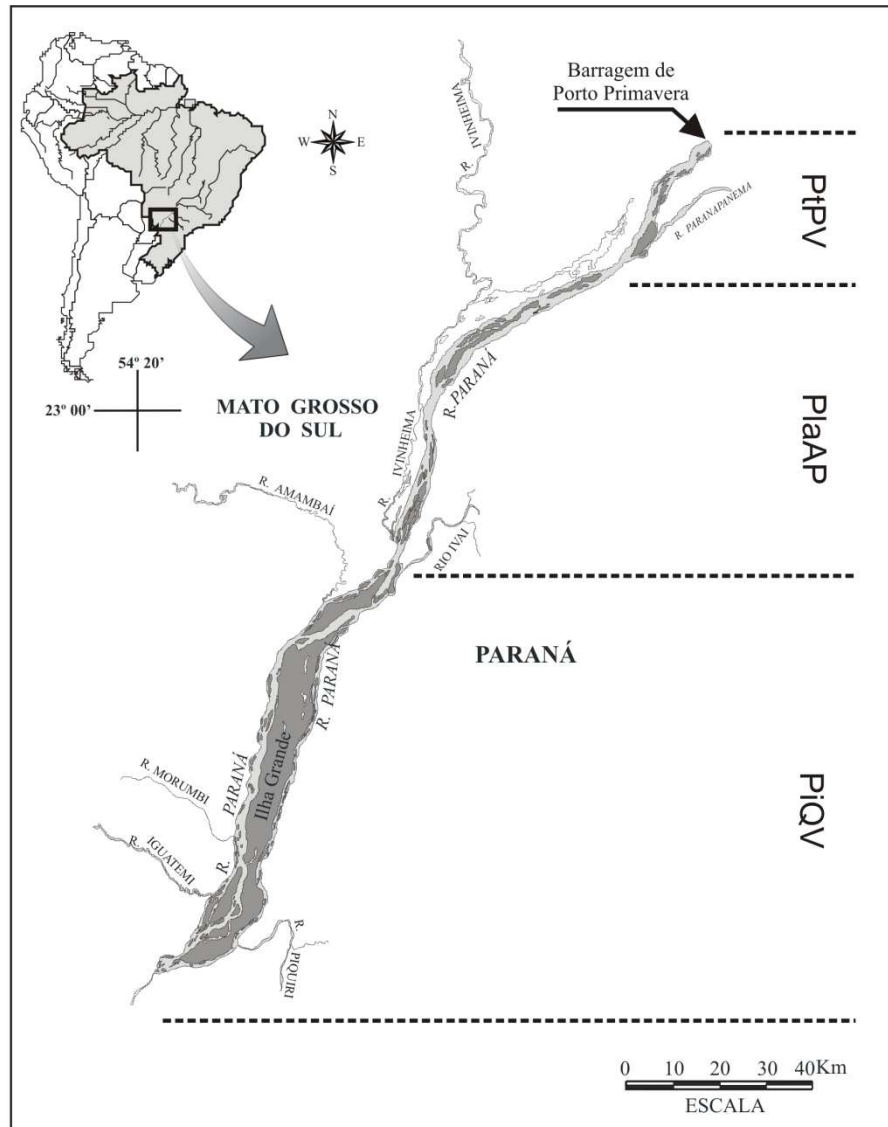 Barragem de
Porto Primavera
N
W
E
S
R. IVINHEIMA
R. PARANAPANEMA
PtPV
54º 20'
23º 00'
MATO GROSSO
DO SUL
R. PARANÁ
R. IVINHEIMA
PlaAP
R. AMAMBAÍ
RIO IVAI
PARANÁ
R. PARANÁ
Ilha Grande
R. PARANÁ
R. MORUMBI
R. IGUATEMI
R. PIQUIRI
PiQV
0 10 20 30 40Km
ESCALA